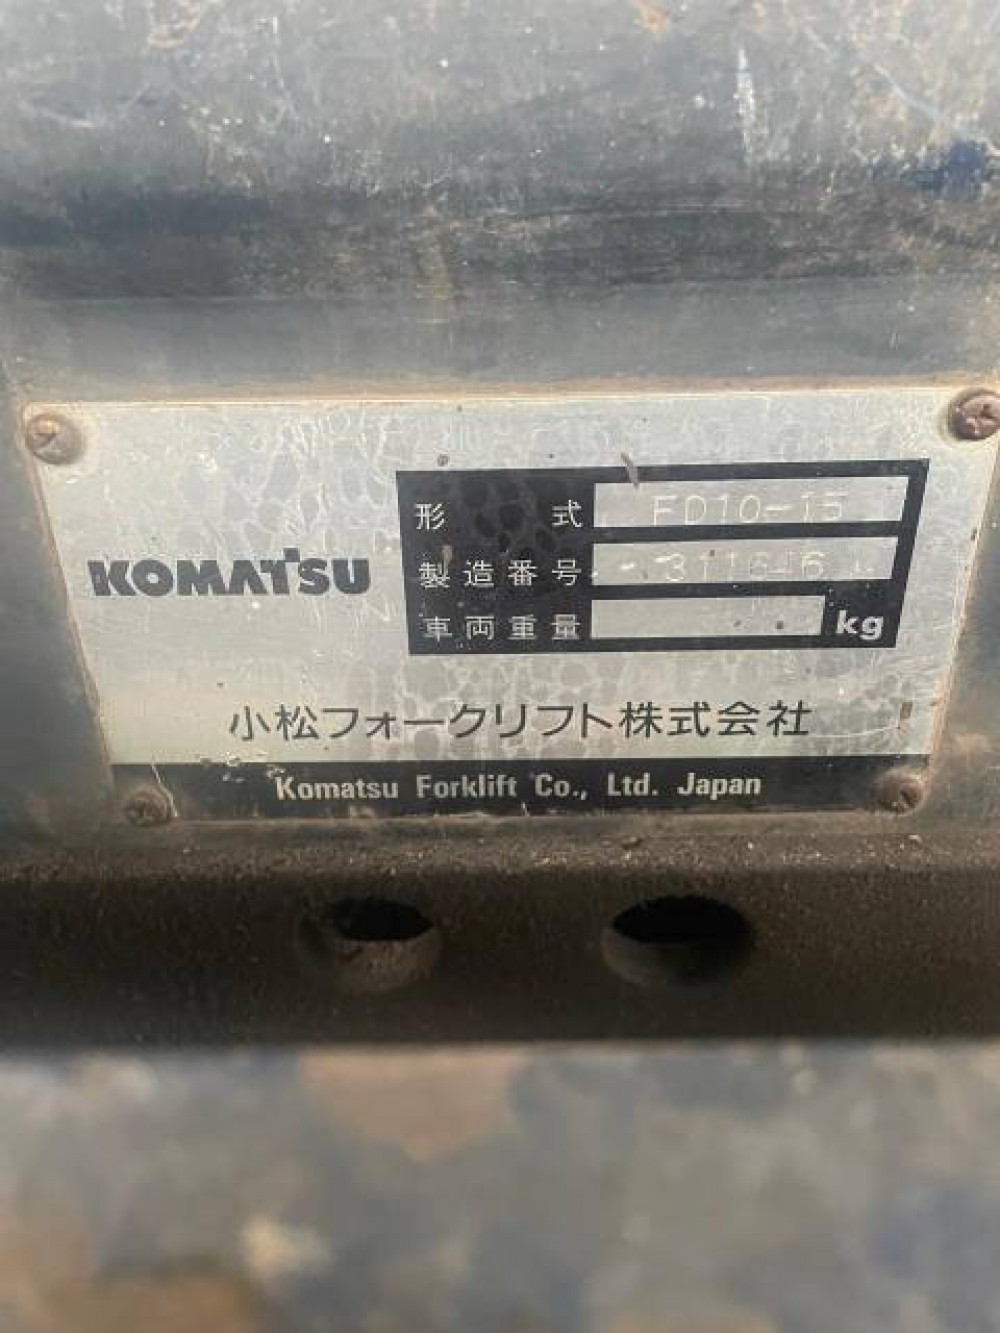 KOMATSU
形式 FD10-15
製造番号
車両重量 kg
小松フォークリフト株式会社
Komatsu Forklift Co., Ltd. Japan